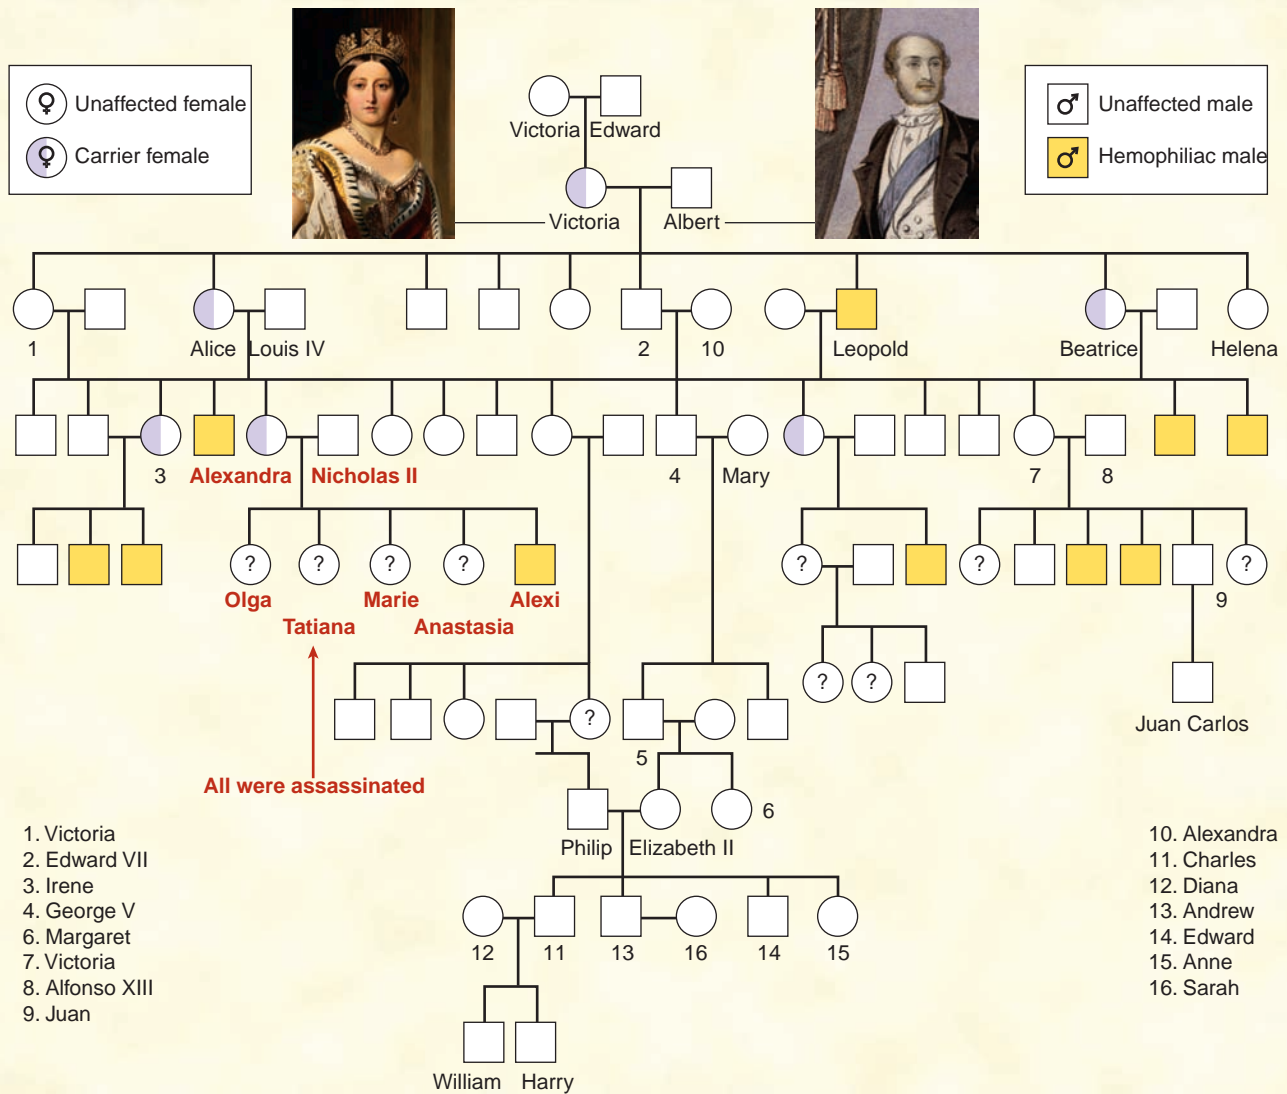 Unaffected female
Carrier female
Unaffected male
Hemophiliac male
Victoria Edward
Victoria Albert
1 Alice Louis IV 2 10 Leopold Beatrice Helena
3 Alexandra Nicholas II 4 Mary 7 8
? ? ? ? ? ? ?
Olga Marie Alexi 9
Tatiana Anastasia
? ?
?
Juan Carlos
5
All were assassinated
6
Philip Elizabeth II
12 11 13 16 14 15
William Harry
1. Victoria
2. Edward VII
3. Irene
4. George V
6. Margaret
7. Victoria
8. Alfonso XIII
9. Juan
10. Alexandra
11. Charles
12. Diana
13. Andrew
14. Edward
15. Anne
16. Sarah